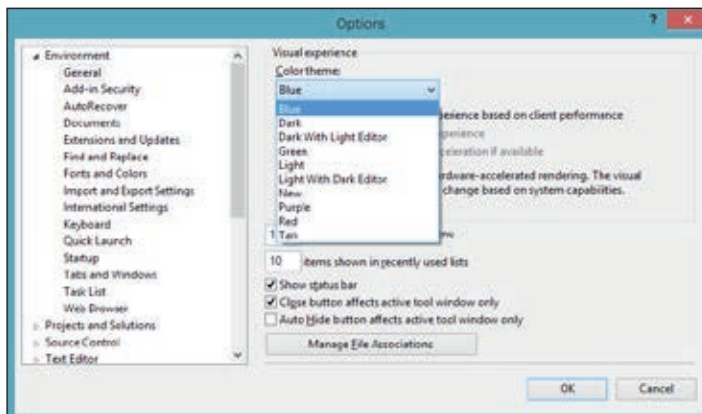 Options
?
Environment
General
Add-in Security
AutoRecover
Documents
Extensions and Updates
Find and Replace
Fonts and Colors
Import and Export Settings
International Settings
Keyboard
Quick Launch
Startup
Tabs and Windows
Task List
Web Browser
Projects and Solutions
Source Control
Text Editor
Visual experience
Color theme:
Blue
Blue
Dark
Dark With Light Editor
Green
Light
Light With Dark Editor
New
Purple
Red
Tan
based on client performance
if available
rendering. The visual
change based on system capabilities.
10 items shown in recently used lists
Show status bar
Close button affects active tool window only
Auto Hide button affects active tool window only
Manage File Associations
OK
Cancel